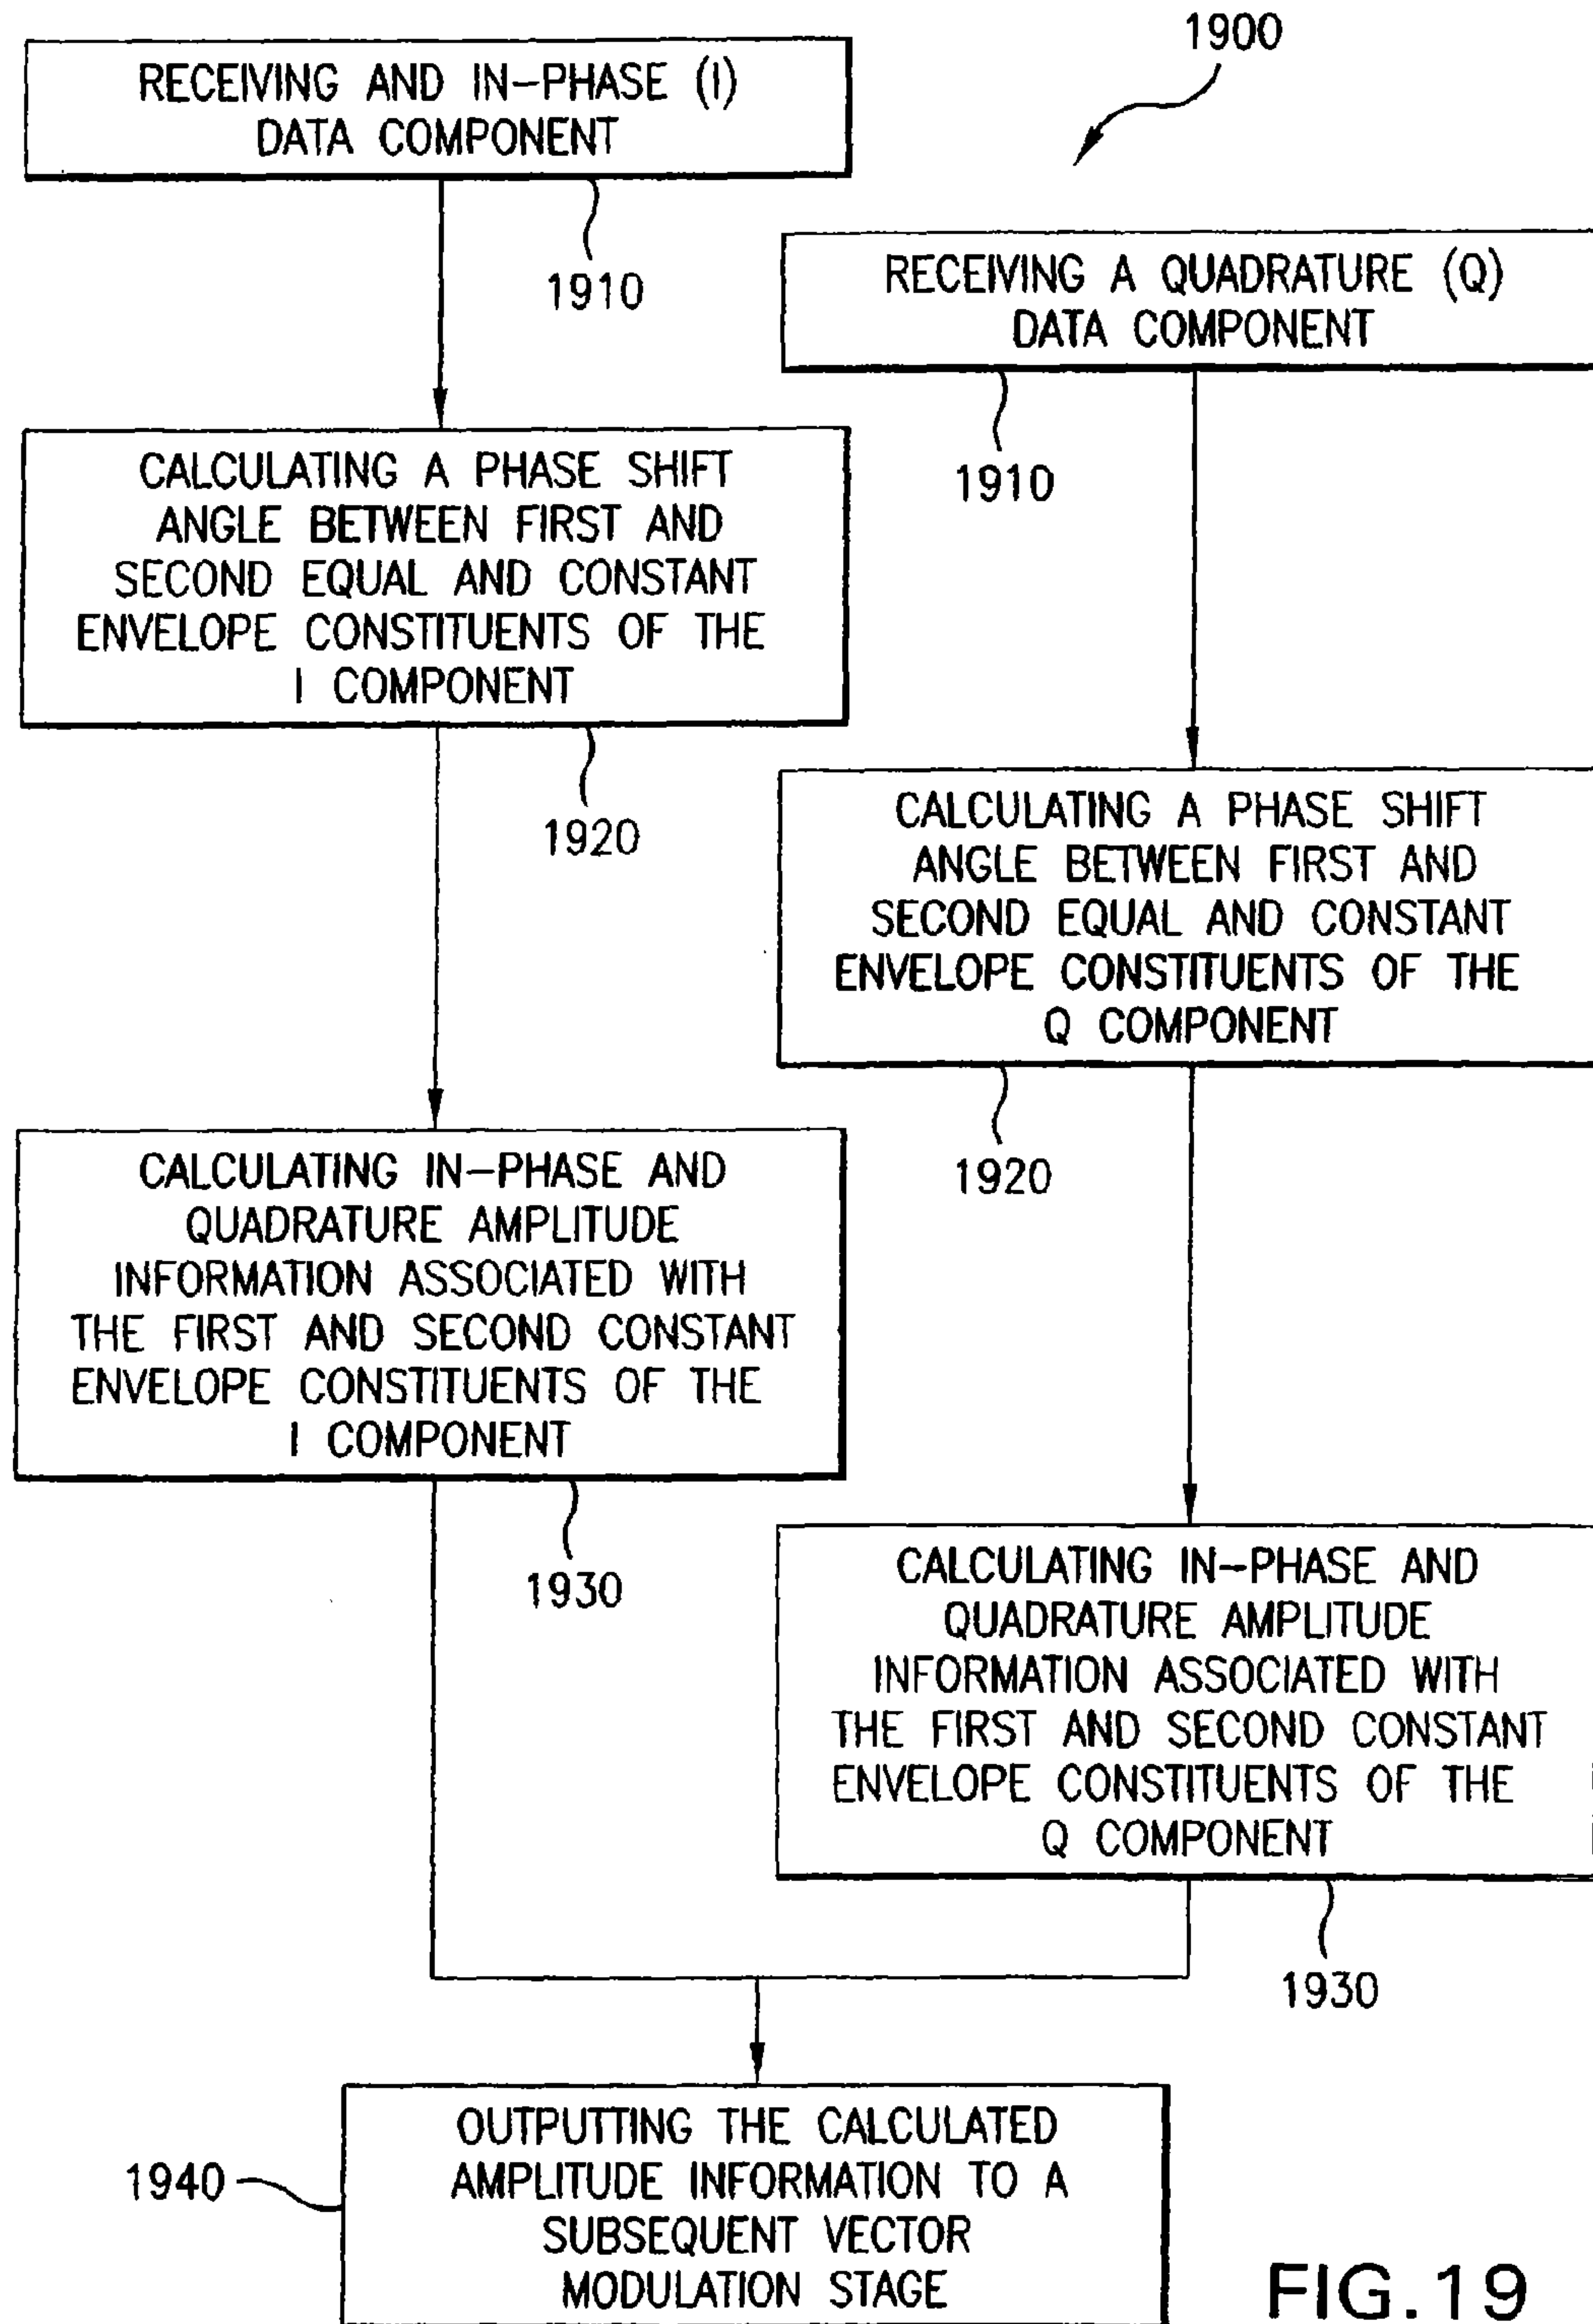 1900
RECEIVING AND IN-PHASE (I)
DATA COMPONENT
1910
RECEIVING A QUADRATURE (Q)
DATA COMPONENT
1910
CALCULATING A PHASE SHIFT
ANGLE BETWEEN FIRST AND
SECOND EQUAL AND CONSTANT
ENVELOPE CONSTITUENTS OF THE
I COMPONENT
1920
CALCULATING A PHASE SHIFT
ANGLE BETWEEN FIRST AND
SECOND EQUAL AND CONSTANT
ENVELOPE CONSTITUENTS OF THE
Q COMPONENT
1920
CALCULATING IN-PHASE AND
QUADRATURE AMPLITUDE
INFORMATION ASSOCIATED WITH
THE FIRST AND SECOND CONSTANT
ENVELOPE CONSTITUENTS OF THE
I COMPONENT
1930
CALCULATING IN-PHASE AND
QUADRATURE AMPLITUDE
INFORMATION ASSOCIATED WITH
THE FIRST AND SECOND CONSTANT
ENVELOPE CONSTITUENTS OF THE
Q COMPONENT
1930
OUTPUTTING THE CALCULATED
AMPLITUDE INFORMATION TO A
SUBSEQUENT VECTOR
MODULATION STAGE
1940
FIG.19